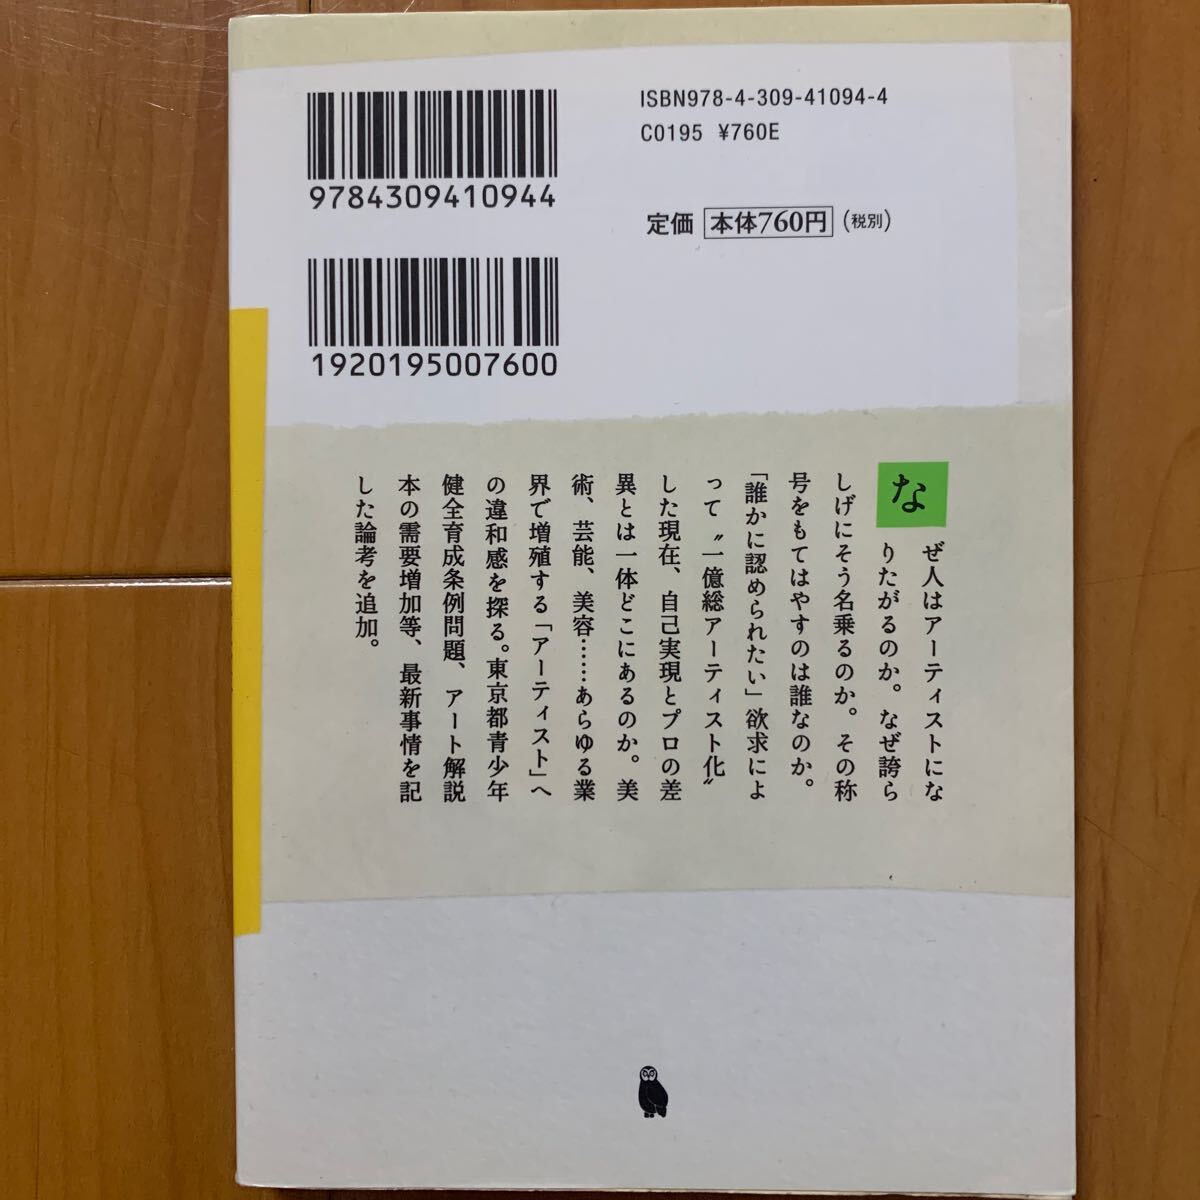 ISBN978-4-309-41094-4
C0195 ¥760E
9784309410944
定価 本体760円(税別)
1920195007600
なぜ人はアーティストにな
りたがるのか。なぜ誇ら
しげにそう名乗るのか。その称
号をもてはやすのは誰なのか。
「誰かに認められたい」欲求によ
って〝一億総アーティスト化〟
した現在、自己実現とプロの差
異とは一体どこにあるのか。美
術、芸能、美容……あらゆる業
界で増殖する「アーティスト」へ
の違和感を探る。東京都青少年
健全育成条例問題、アート解説
本の需要増加等、最新事情を記
した論考を追加。